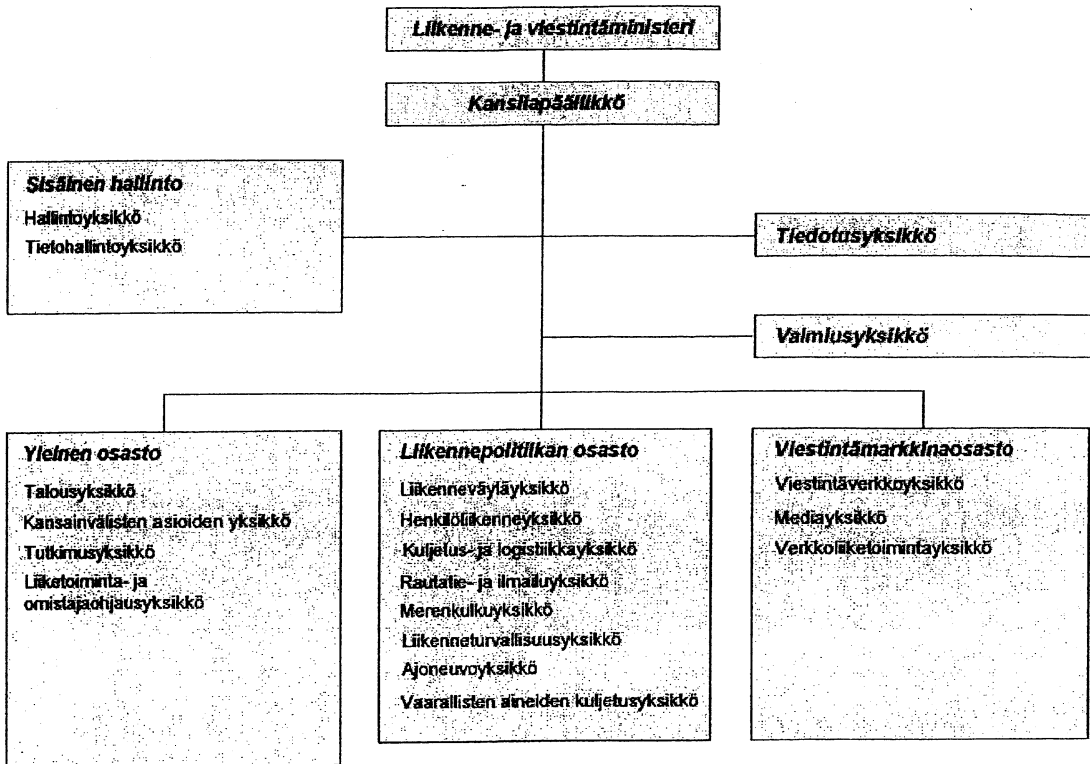 Liikenne- ja viestintäministeri
Kansliapäällikkö
Sisäinen hallinto
Hallintoyksikkö
Tietohallintoyksikkö
Tiedotusyksikkö
Valmiusyksikkö
Yleinen osasto
Talousyksikkö
Kansainvälisten asioiden yksikkö
Tutkimusyksikkö
Liiketoiminta- ja
omistajaohjausyksikkö
Liikennepolitiikan osasto
Liikenneväyläyksikkö
Henkilöliikenneyksikkö
Kuljetus- ja logistiikkayksikkö
Rautatie- ja ilmailuyksikkö
Merenkulkuyksikkö
Liikenneturvallisuusyksikkö
Ajoneuvoyksikkö
Vaarallisten aineiden kuljetusyksikkö
Viestintämarkkinaosasto
Viestintäverkkoyksikkö
Mediayksikkö
Verkkoliiketoimintayksikkö